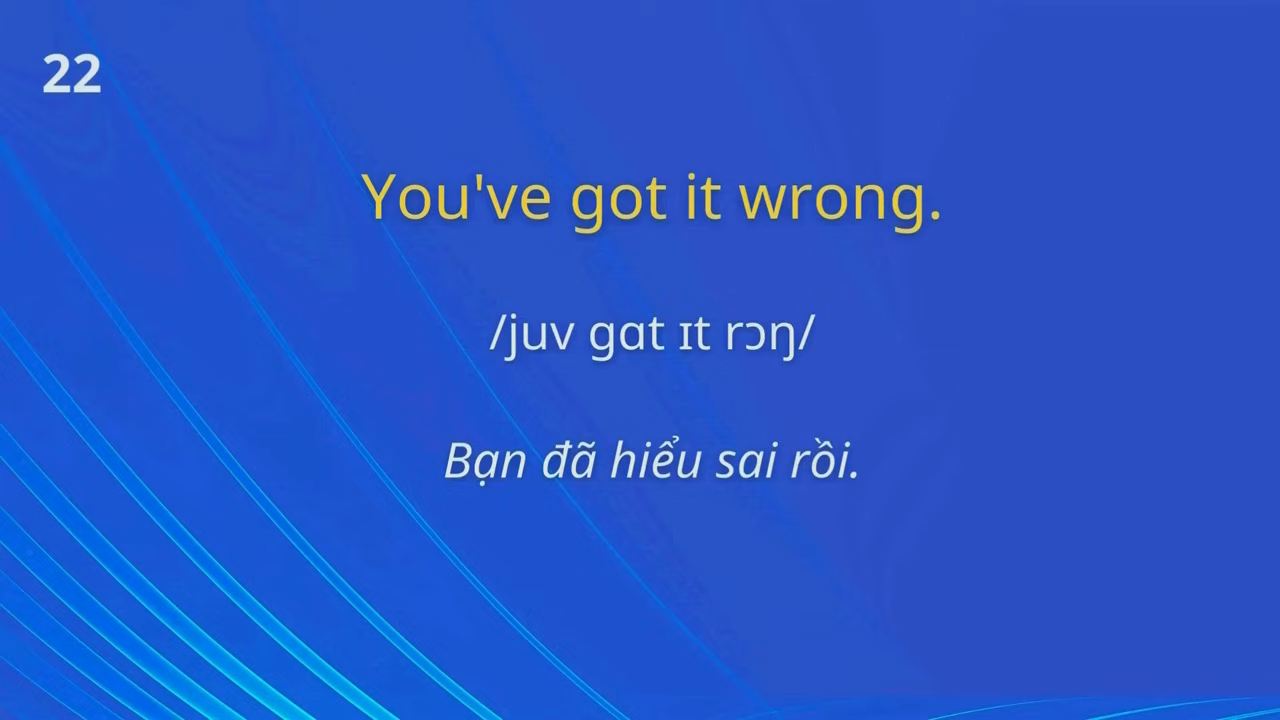 22
You've got it wrong.
/juv gɑt ɪt rɔŋ/
Bạn đã hiểu sai rồi.